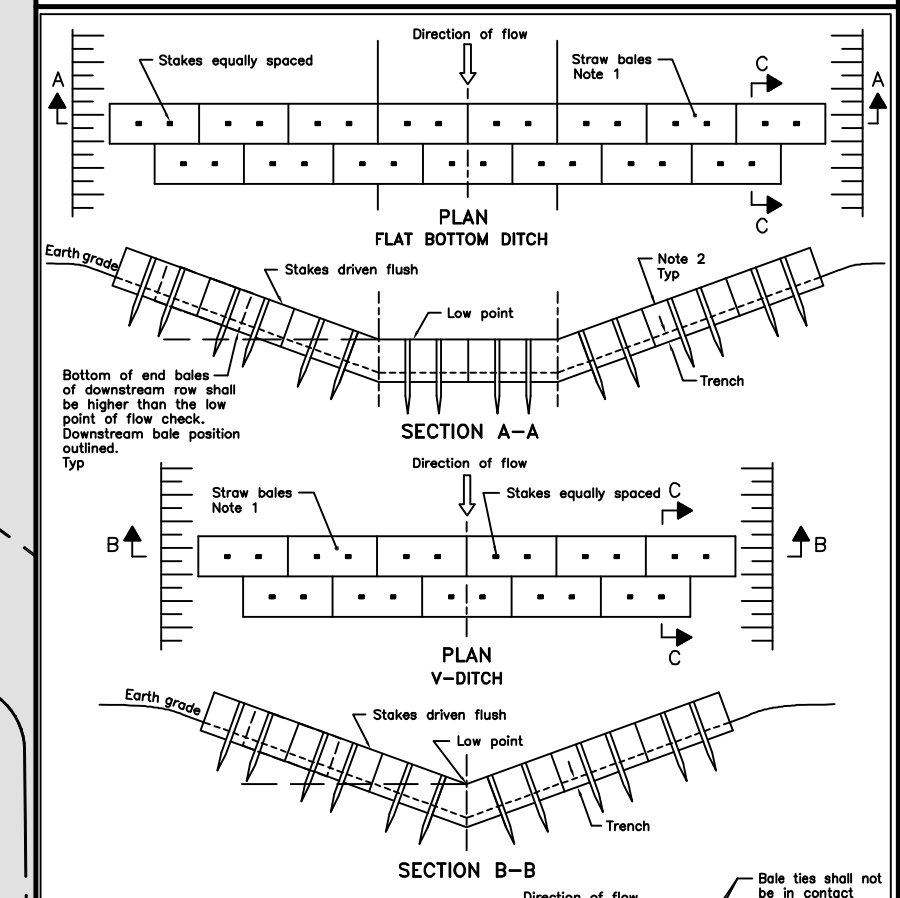 Direction of flow
Stakes equally spaced
Straw bales
Note 1
C
A
A
C
PLAN
FLAT BOTTOM DITCH
Earth grade
Stakes driven flush
Note 2
Typ
Low point
Trench
Bottom of end bales
of downstream row shall
be higher than the low
point of flow check.
Downstream bale position
outlined.
Typ
SECTION A-A
Direction of flow
Straw bales
Note 1
Stakes equally spaced
C
B
B
C
PLAN
V-DITCH
Earth grade
Stakes driven flush
Low point
Trench
SECTION B-B
Direction of flow
Bale ties shall not
be in contact